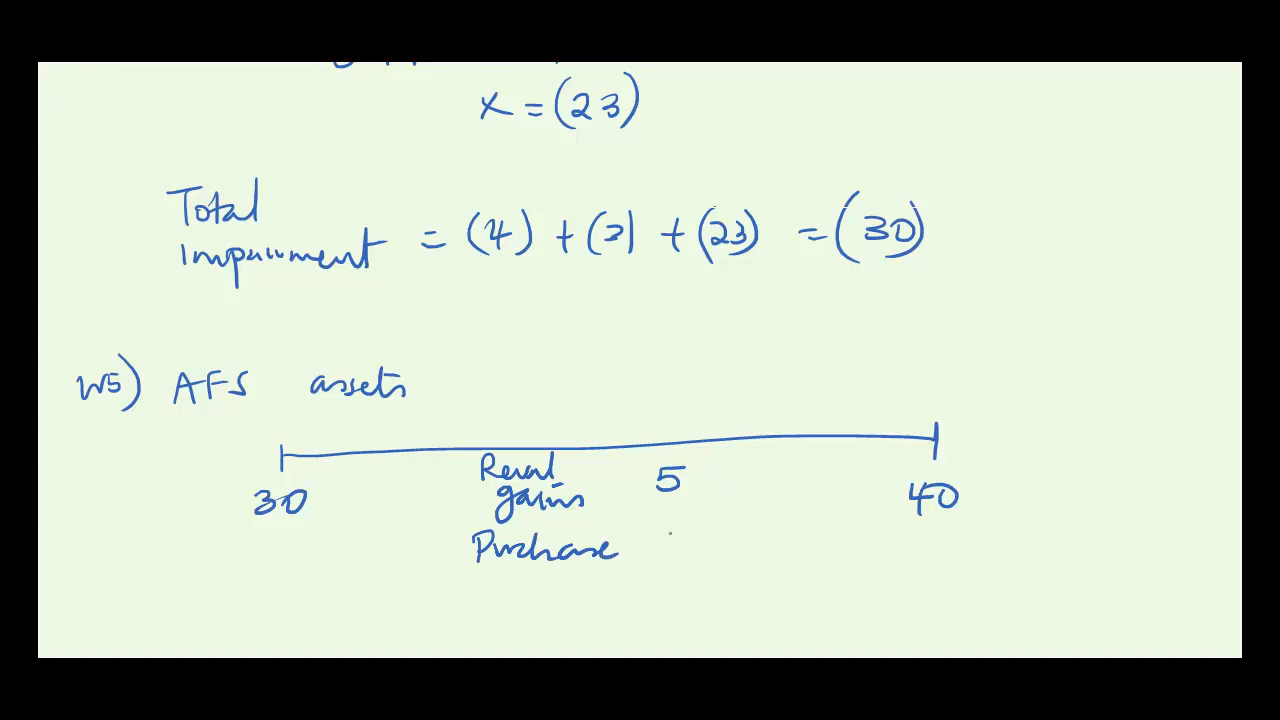 x = (23)
Total
Impairment = (4) + (3) + (23) = (30)
W5) AFS assets
30 Reval 5 40
gains
Purchase